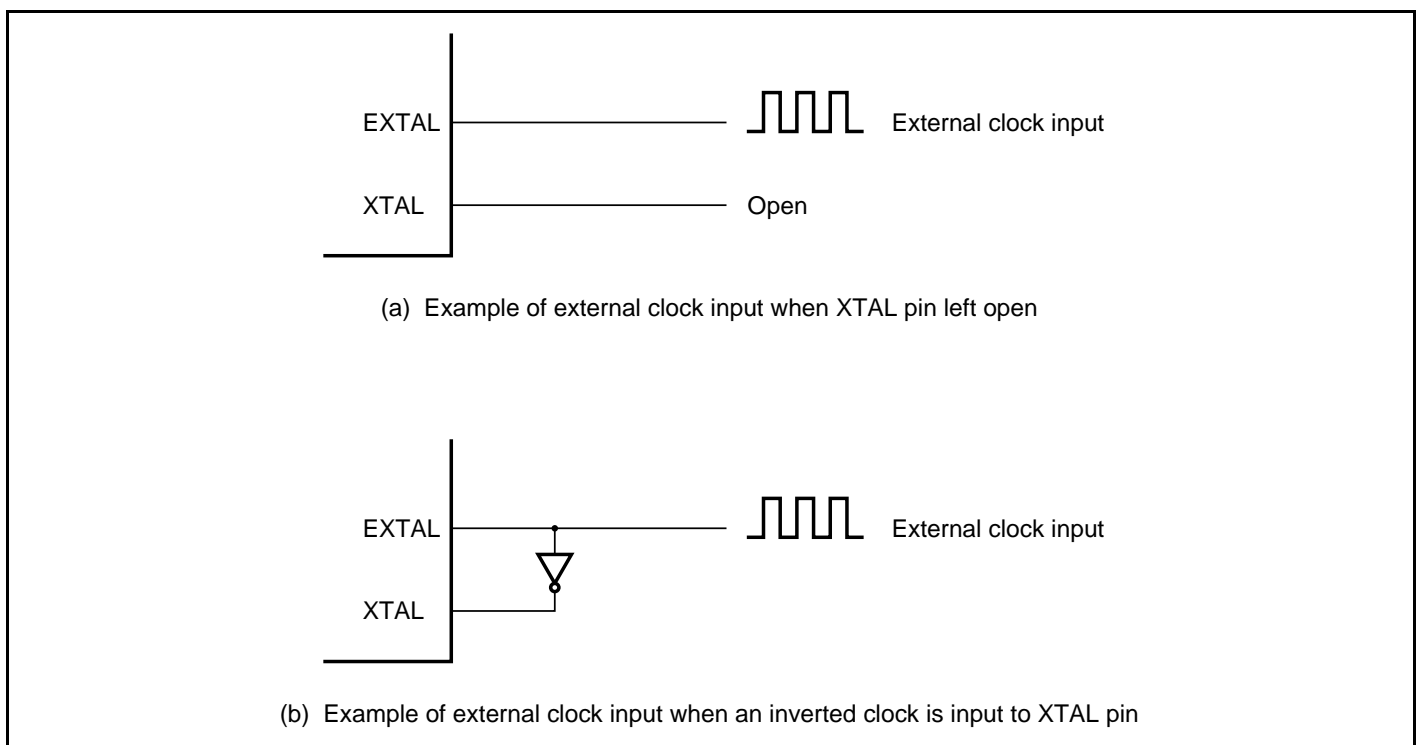 EXTAL
External clock input
XTAL
Open
(a) Example of external clock input when XTAL pin left open
EXTAL
External clock input
XTAL
(b) Example of external clock input when an inverted clock is input to XTAL pin